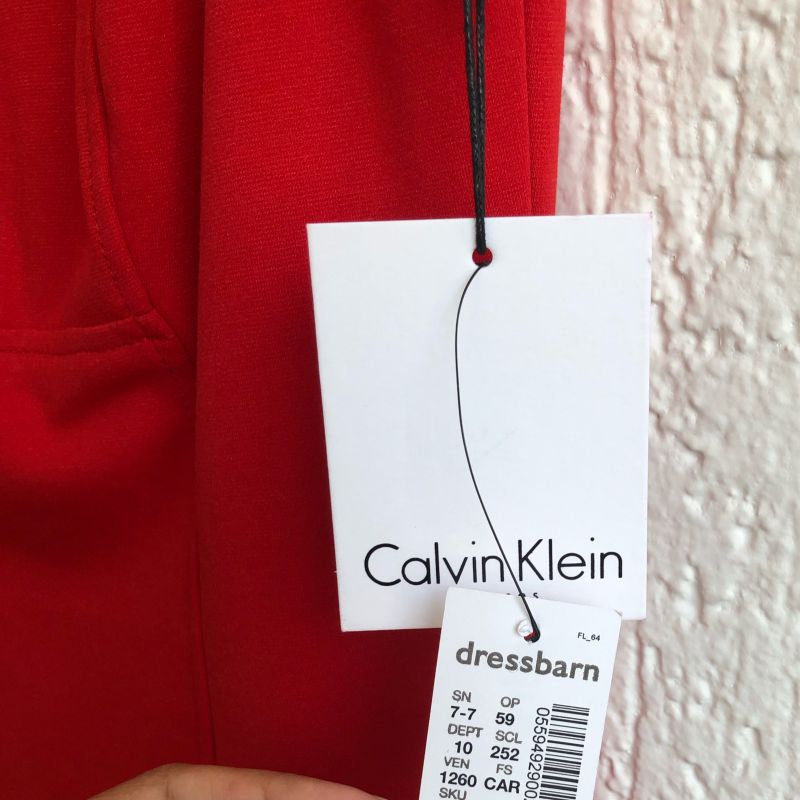 Calvin Klein
FL_64
dressbarn
SN OP
7-7 59
DEPT SCL
10 252
VEN FS
1260 CAR
SKU